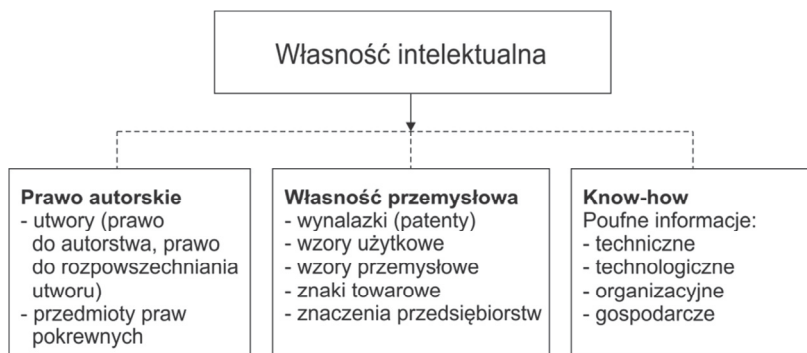 Własność intelektualna
Prawo autorskie
- utwory (prawo
do autorstwa, prawo
do rozpowszechniania
utworu)
- przedmioty praw
pokrewnych
Własność przemysłowa
- wynalazki (patenty)
- wzory użytkowe
- wzory przemysłowe
- znaki towarowe
- znaczenia przedsiębiorstw
Know-how
Poufne informacje:
- techniczne
- technologiczne
- organizacyjne
- gospodarcze